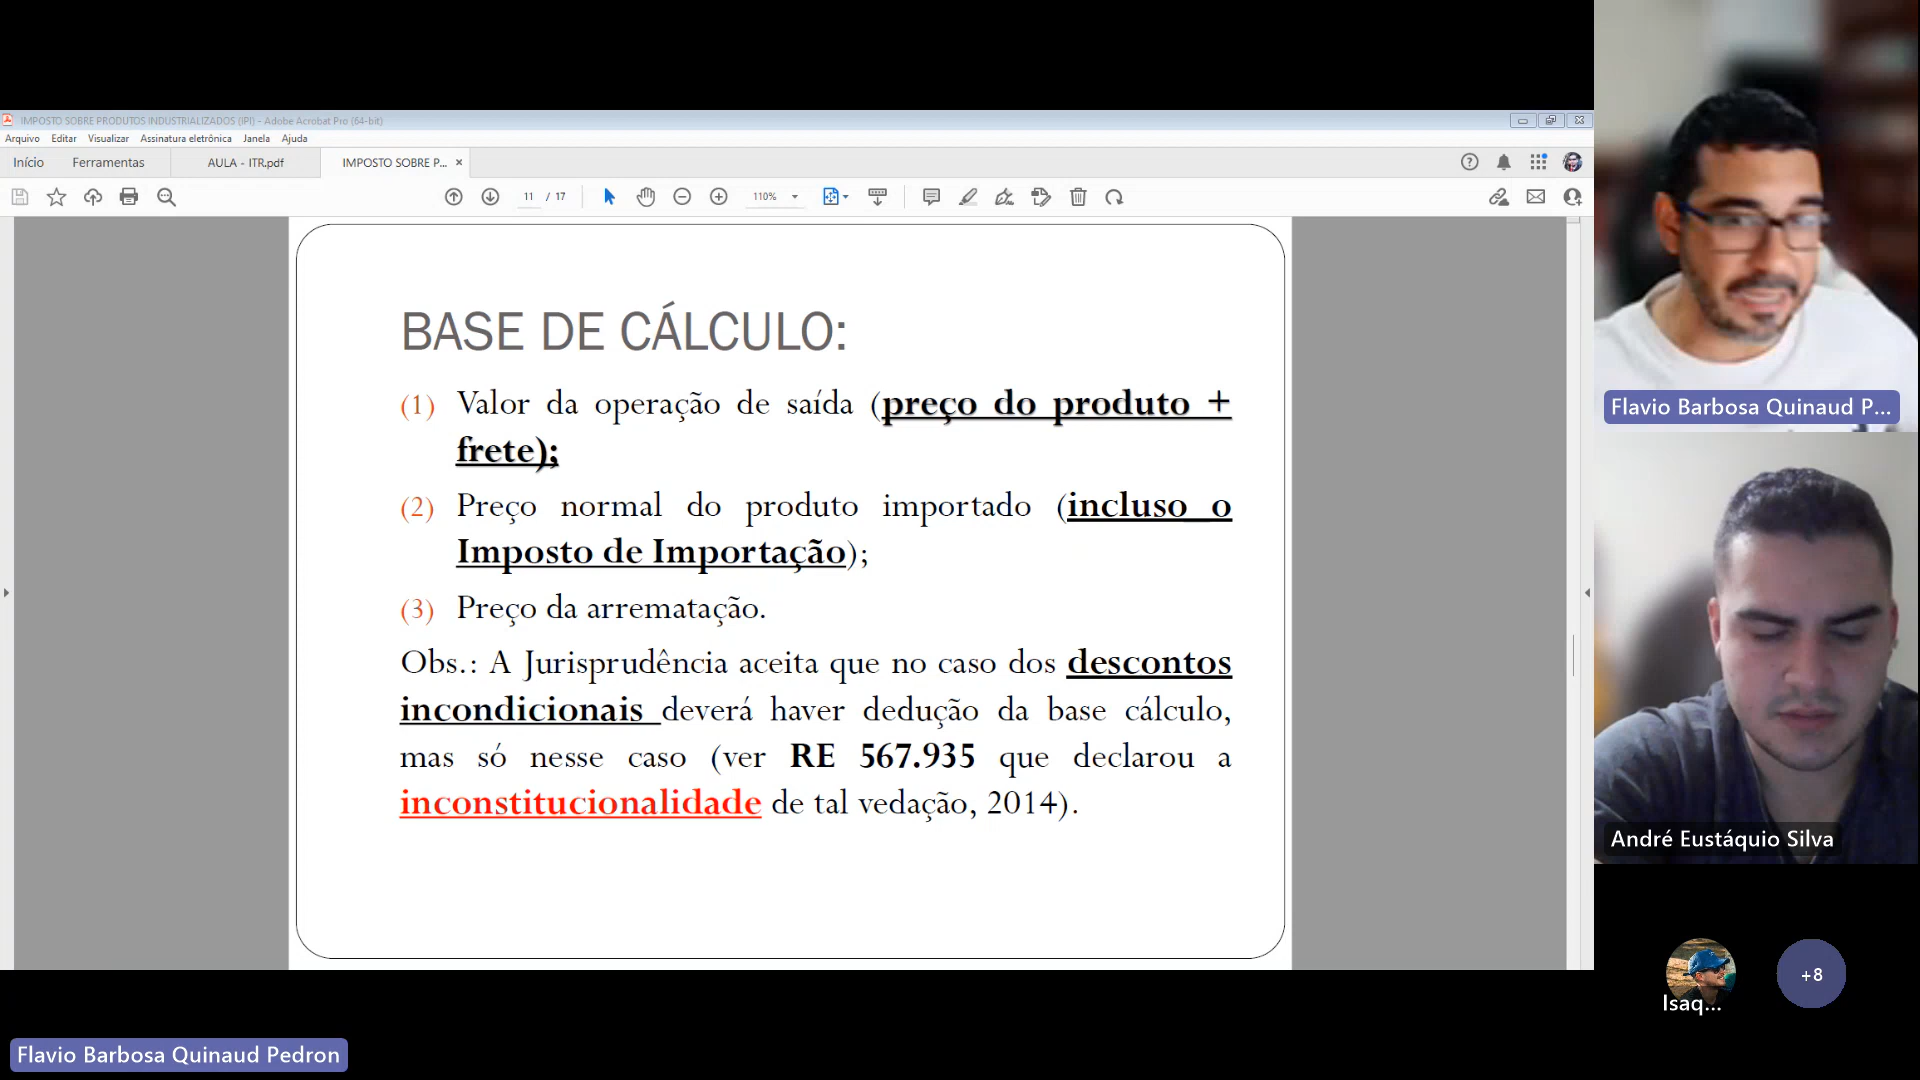 IMPOSTO SOBRE PRODUTOS INDUSTRIALIZADOS (IPI) - Adobe Acrobat Pro (64-bit)
Arquivo Editar Visualizar Assinatura eletrônica Janela Ajuda
Início Ferramentas AULA - ITR.pdf IMPOSTO SOBRE P... ×
11 / 17 110%
BASE DE CÁLCULO:
(1) Valor da operação de saída (preço do produto +
frete);
(2) Preço normal do produto importado (incluso o
Imposto de Importação);
(3) Preço da arrematação.
Obs.: A Jurisprudência aceita que no caso dos descontos
incondicionais deverá haver dedução da base cálculo,
mas só nesse caso (ver RE 567.935 que declarou a
inconstitucionalidade de tal vedação, 2014).
Flavio Barbosa Quinaud P...
André Eustáquio Silva
Isaq...
+8
Flavio Barbosa Quinaud Pedron